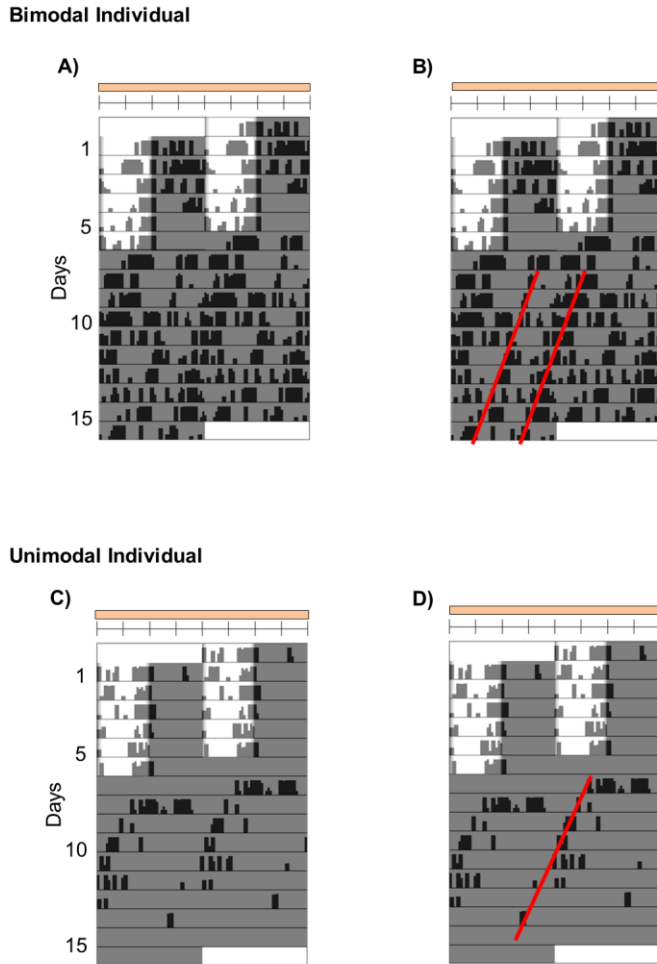 Bimodal Individual
A)
B)
Days
1
5
10
15
Unimodal Individual
C)
D)
Days
1
5
10
15